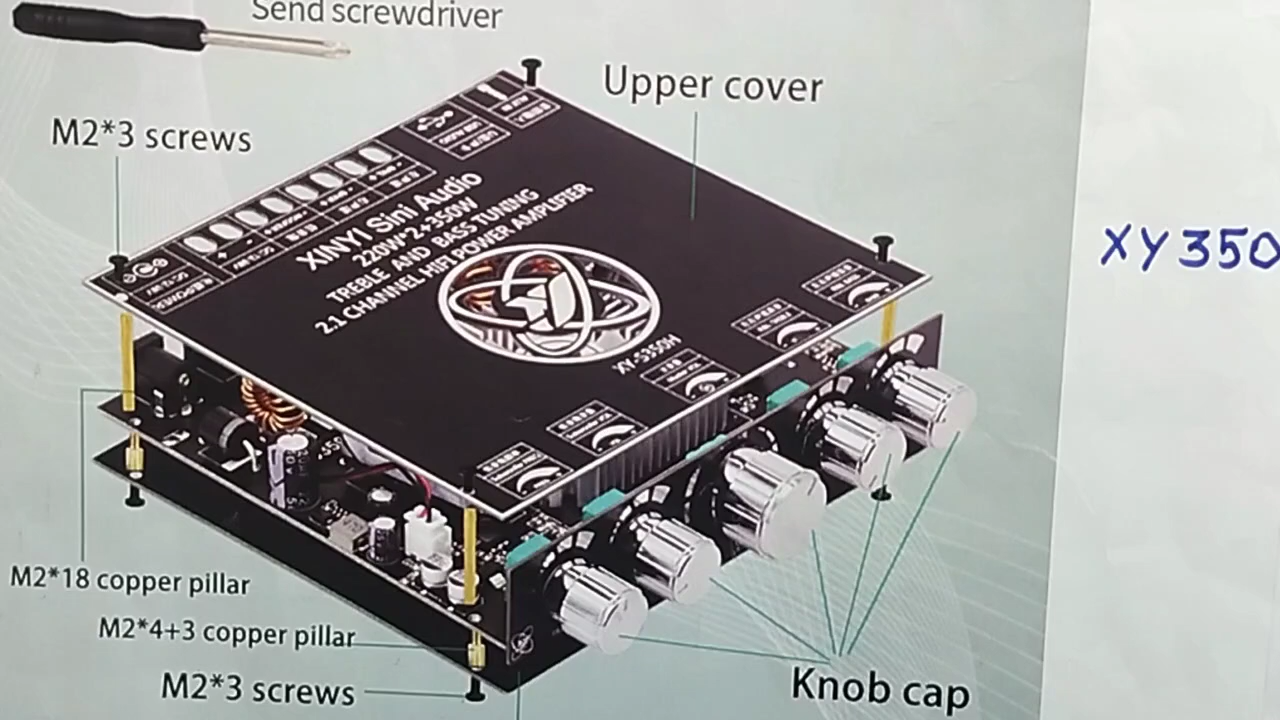 Send screwdriver
Upper cover
M2*3 screws
XINYI Sini Audio
220W*2+350W
TREBLE AND BASS TUNING
2.1 CHANNEL HIFI POWER AMPLIFIER
XY-S350H
XY350
M2*18 copper pillar
M2*4+3 copper pillar
M2*3 screws
Knob cap